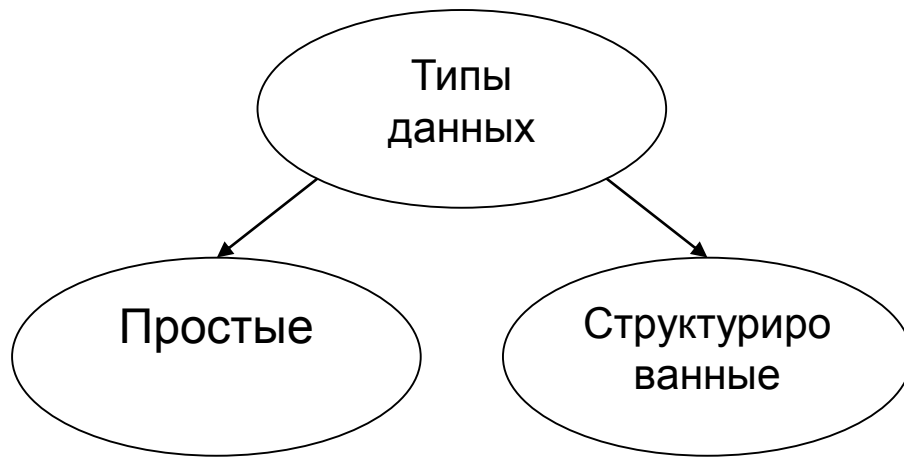 Типы
данных
Простые
Структуриро
ванные